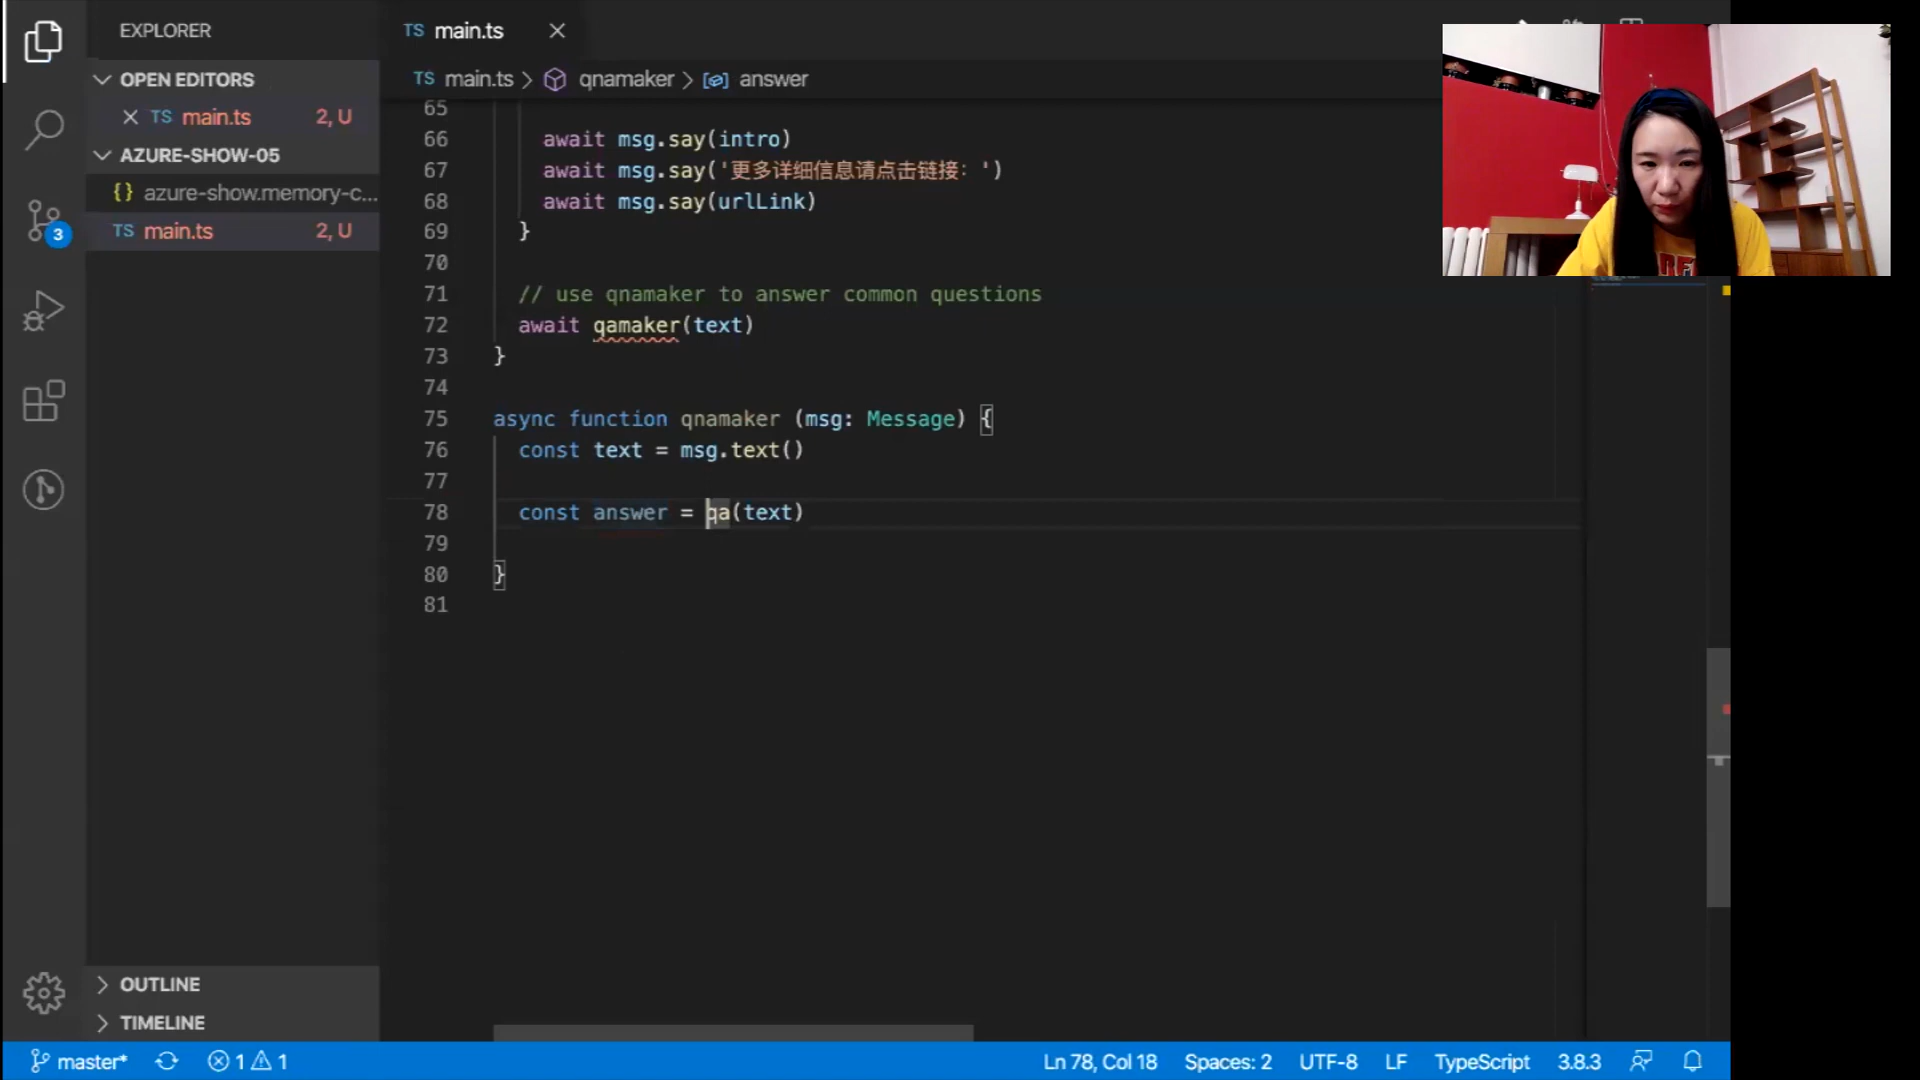 EXPLORER
OPEN EDITORS
TS main.ts 2, U
AZURE-SHOW-05
{} azure-show.memory-c...
TS main.ts 2, U
OUTLINE
TIMELINE
3
TS main.ts
TS main.ts > qnamaker > answer
65
66 await msg.say(intro)
67 await msg.say('更多详细信息请点击链接：')
68 await msg.say(urlLink)
69 }
70
71 // use qnamaker to answer common questions
72 await qamaker(text)
73 }
74
75 async function qnamaker (msg: Message) {
76 const text = msg.text()
77
78 const answer = qa(text)
79
80 }
81
master* 1 1 Ln 78, Col 18 Spaces: 2 UTF-8 LF TypeScript 3.8.3